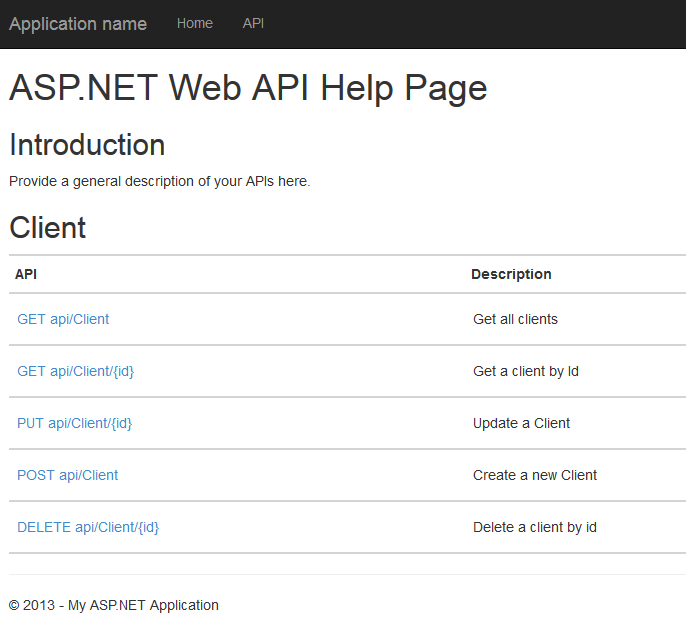 Application name Home API
ASP.NET Web API Help Page
Introduction
Provide a general description of your APIs here.
Client
API Description
GET api/Client Get all clients
GET api/Client/{id} Get a client by Id
PUT api/Client/{id} Update a Client
POST api/Client Create a new Client
DELETE api/Client/{id} Delete a client by id
© 2013 - My ASP.NET Application